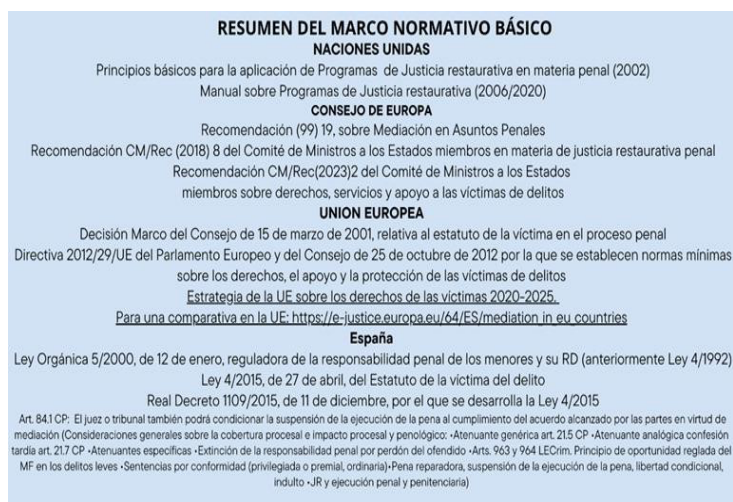 RESUMEN DEL MARCO NORMATIVO BÁSICO
NACIONES UNIDAS
Principios básicos para la aplicación de Programas de Justicia restaurativa en materia penal (2002)
Manual sobre Programas de Justicia restaurativa (2006/2020)
CONSEJO DE EUROPA
Recomendación (99) 19, sobre Mediación en Asuntos Penales
Recomendación CM/Rec (2018) 8 del Comité de Ministros a los Estados miembros en materia de justicia restaurativa penal
Recomendación CM/Rec(2023)2 del Comité de Ministros a los Estados
miembros sobre derechos, servicios y apoyo a las víctimas de delitos
UNION EUROPEA
Decisión Marco del Consejo de 15 de marzo de 2001, relativa al estatuto de la víctima en el proceso penal
Directiva 2012/29/UE del Parlamento Europeo y del Consejo de 25 de octubre de 2012 por la que se establecen normas mínimas
sobre los derechos, el apoyo y la protección de las víctimas de delitos
Estrategia de la UE sobre los derechos de las víctimas 2020-2025.
Para una comparativa en la UE: https://e-justice.europa.eu/64/ES/mediation_in_eu_countries
España
Ley Orgánica 5/2000, de 12 de enero, reguladora de la responsabilidad penal de los menores y su RD (anteriormente Ley 4/1992)
Ley 4/2015, de 27 de abril, del Estatuto de la víctima del delito
Real Decreto 1109/2015, de 11 de diciembre, por el que se desarrolla la Ley 4/2015
Art. 84.1 CP: El juez o tribunal también podrá condicionar la suspensión de la ejecución de la pena al cumplimiento del acuerdo alcanzado por las partes en virtud de
mediación (Consideraciones generales sobre la cobertura procesal e impacto procesal y penológico: •Atenuante genérica art. 21.5 CP •Atenuante analógica confesión
tardía art. 21.7 CP •Atenuantes específicas •Extinción de la responsabilidad penal por perdón del ofendido •Arts. 963 y 964 LECrim. Principio de oportunidad reglada del
MF en los delitos leves •Sentencias por conformidad (privilegiada o premial, ordinaria)•Pena reparadora, suspensión de la ejecución de la pena, libertad condicional,
indulto •JR y ejecución penal y penitenciaria)